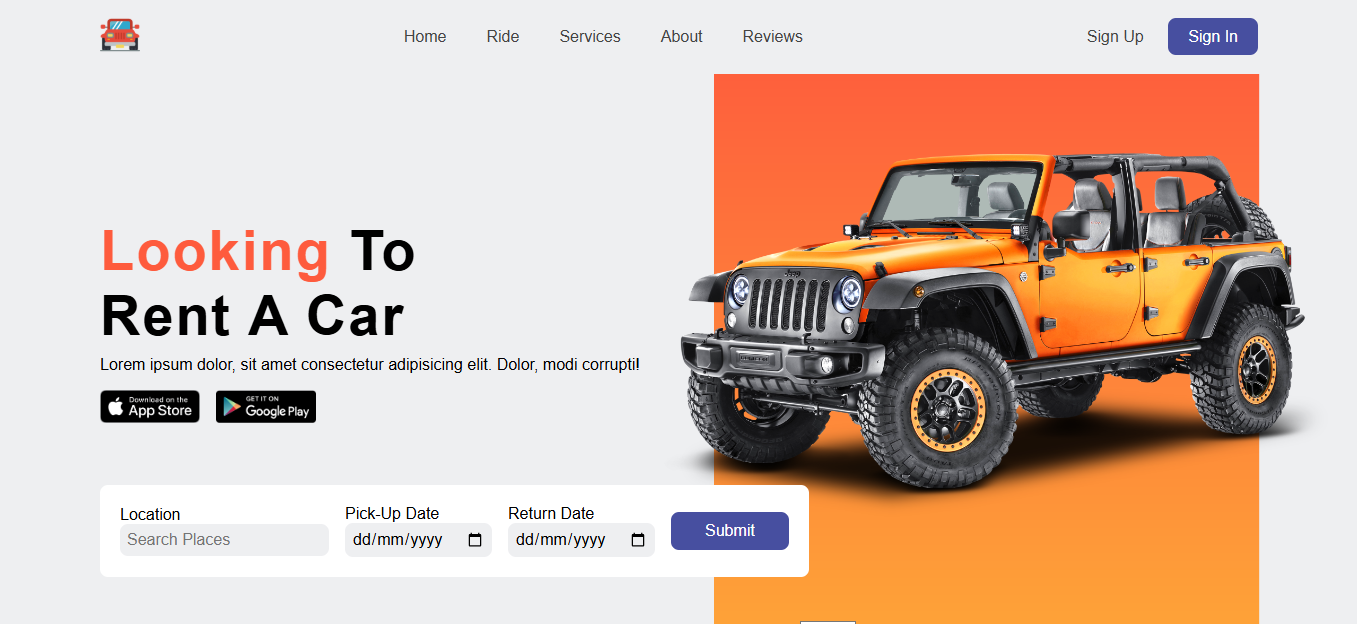 Home Ride Services About Reviews Sign Up Sign In
Looking To
Rent A Car
Lorem ipsum dolor, sit amet consectetur adipisicing elit. Dolor, modi corrupti!
Download on the App Store
GET IT ON Google Play
Jeep
Location Pick-Up Date Return Date
Search Places dd/mm/yyyy dd/mm/yyyy Submit